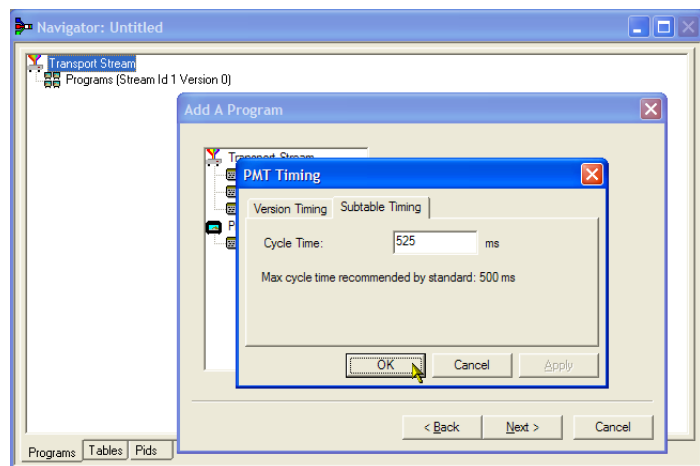 Navigator: Untitled
Transport Stream
Programs (Stream Id 1 Version 0)
Add A Program
PMT Timing
Version Timing
Subtable Timing
Cycle Time:
525
ms
Max cycle time recommended by standard: 500 ms
OK
Cancel
Apply
< Back
Next >
Cancel
Programs
Tables
Pids